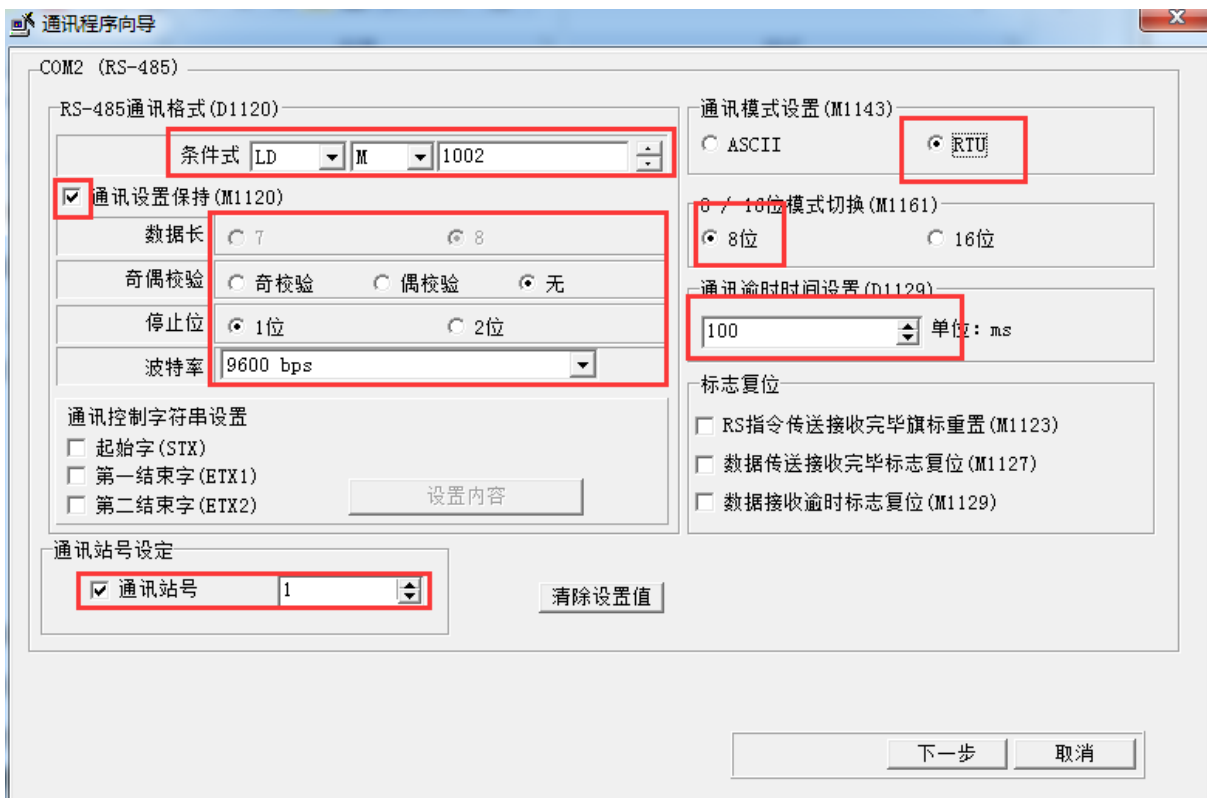 通讯程序向导
COM2 (RS-485)
RS-485通讯格式(D1120)
条件式 LD M 1002
通讯设置保持(M1120)
数据长 7 8
奇偶校验 奇校验 偶校验 无
停止位 1位 2位
波特率 9600 bps
通讯控制字符串设置
起始字(STX)
第一结束字(ETX1)
第二结束字(ETX2)
设置内容
通讯模式设置(M1143)
ASCII RTU
8 / 16位模式切换(M1161)
8位 16位
通讯逾时时间设置(D1129)
100 单位: ms
标志复位
RS指令传送接收完毕旗标重置(M1123)
数据传送接收完毕标志复位(M1127)
数据接收逾时标志复位(M1129)
通讯站号设定
通讯站号 1
清除设置值
下一步 取消